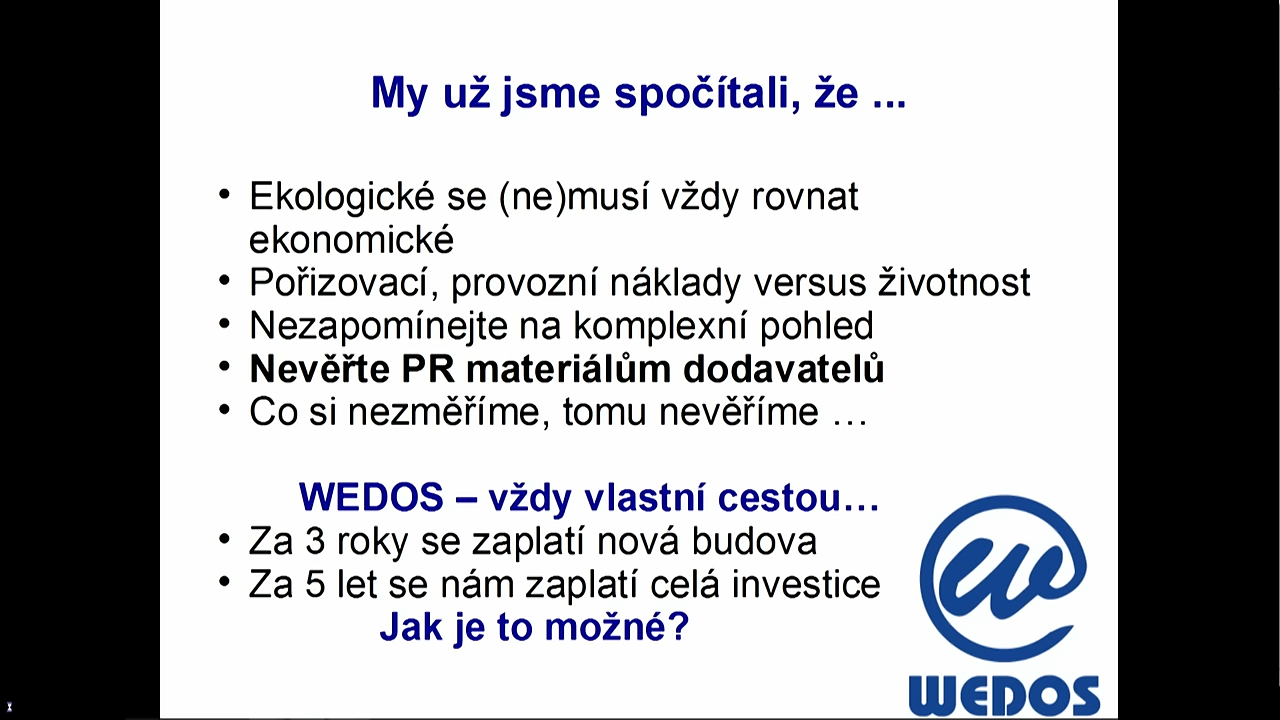 My už jsme spočítali, že ...
• Ekologické se (ne)musí vždy rovnat
ekonomické
• Pořizovací, provozní náklady versus životnost
• Nezapomínejte na komplexní pohled
• Nevěřte PR materiálům dodavatelů
• Co si nezměříme, tomu nevěříme …
WEDOS – vždy vlastní cestou…
• Za 3 roky se zaplatí nová budova
• Za 5 let se nám zaplatí celá investice
Jak je to možné?
WEDOS